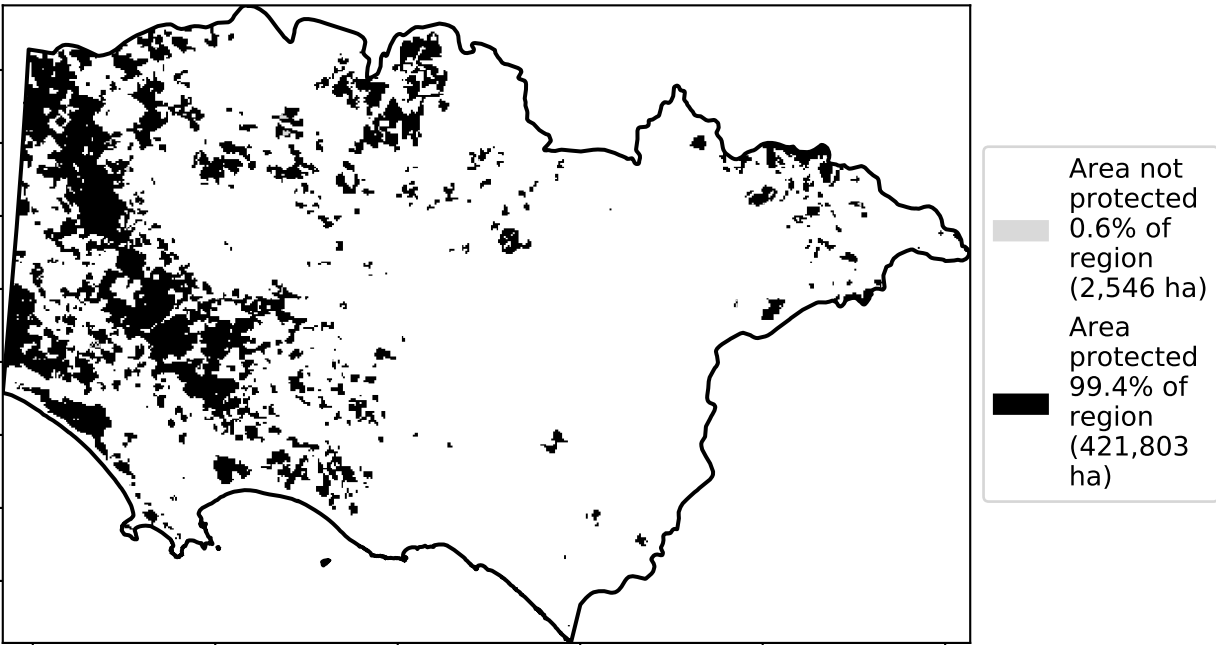 Area not
protected
0.6% of
region
(2,546 ha)
Area
protected
99.4% of
region
(421,803
ha)